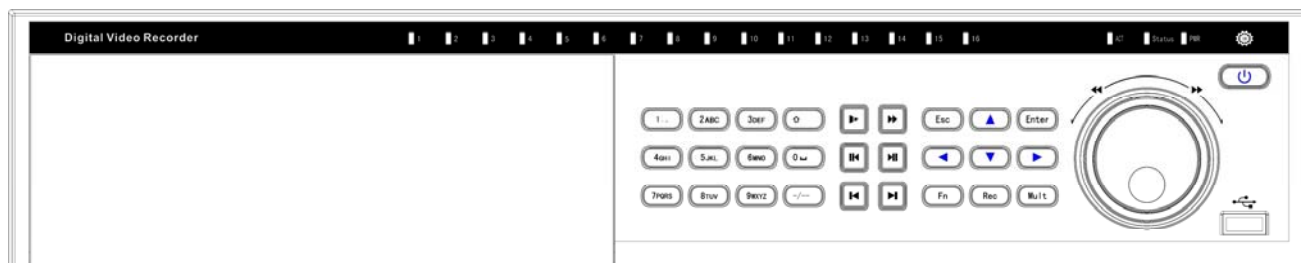 Digital Video Recorder 1 2 3 4 5 6 7 8 9 10 11 12 13 14 15 16 ACT Status PWR
1.. 2ABC 3DEF Esc Enter
4GHI 5JKL 6MNO 0
7PQRS 8TUV 9WXYZ -/-- Fn Rec Mult